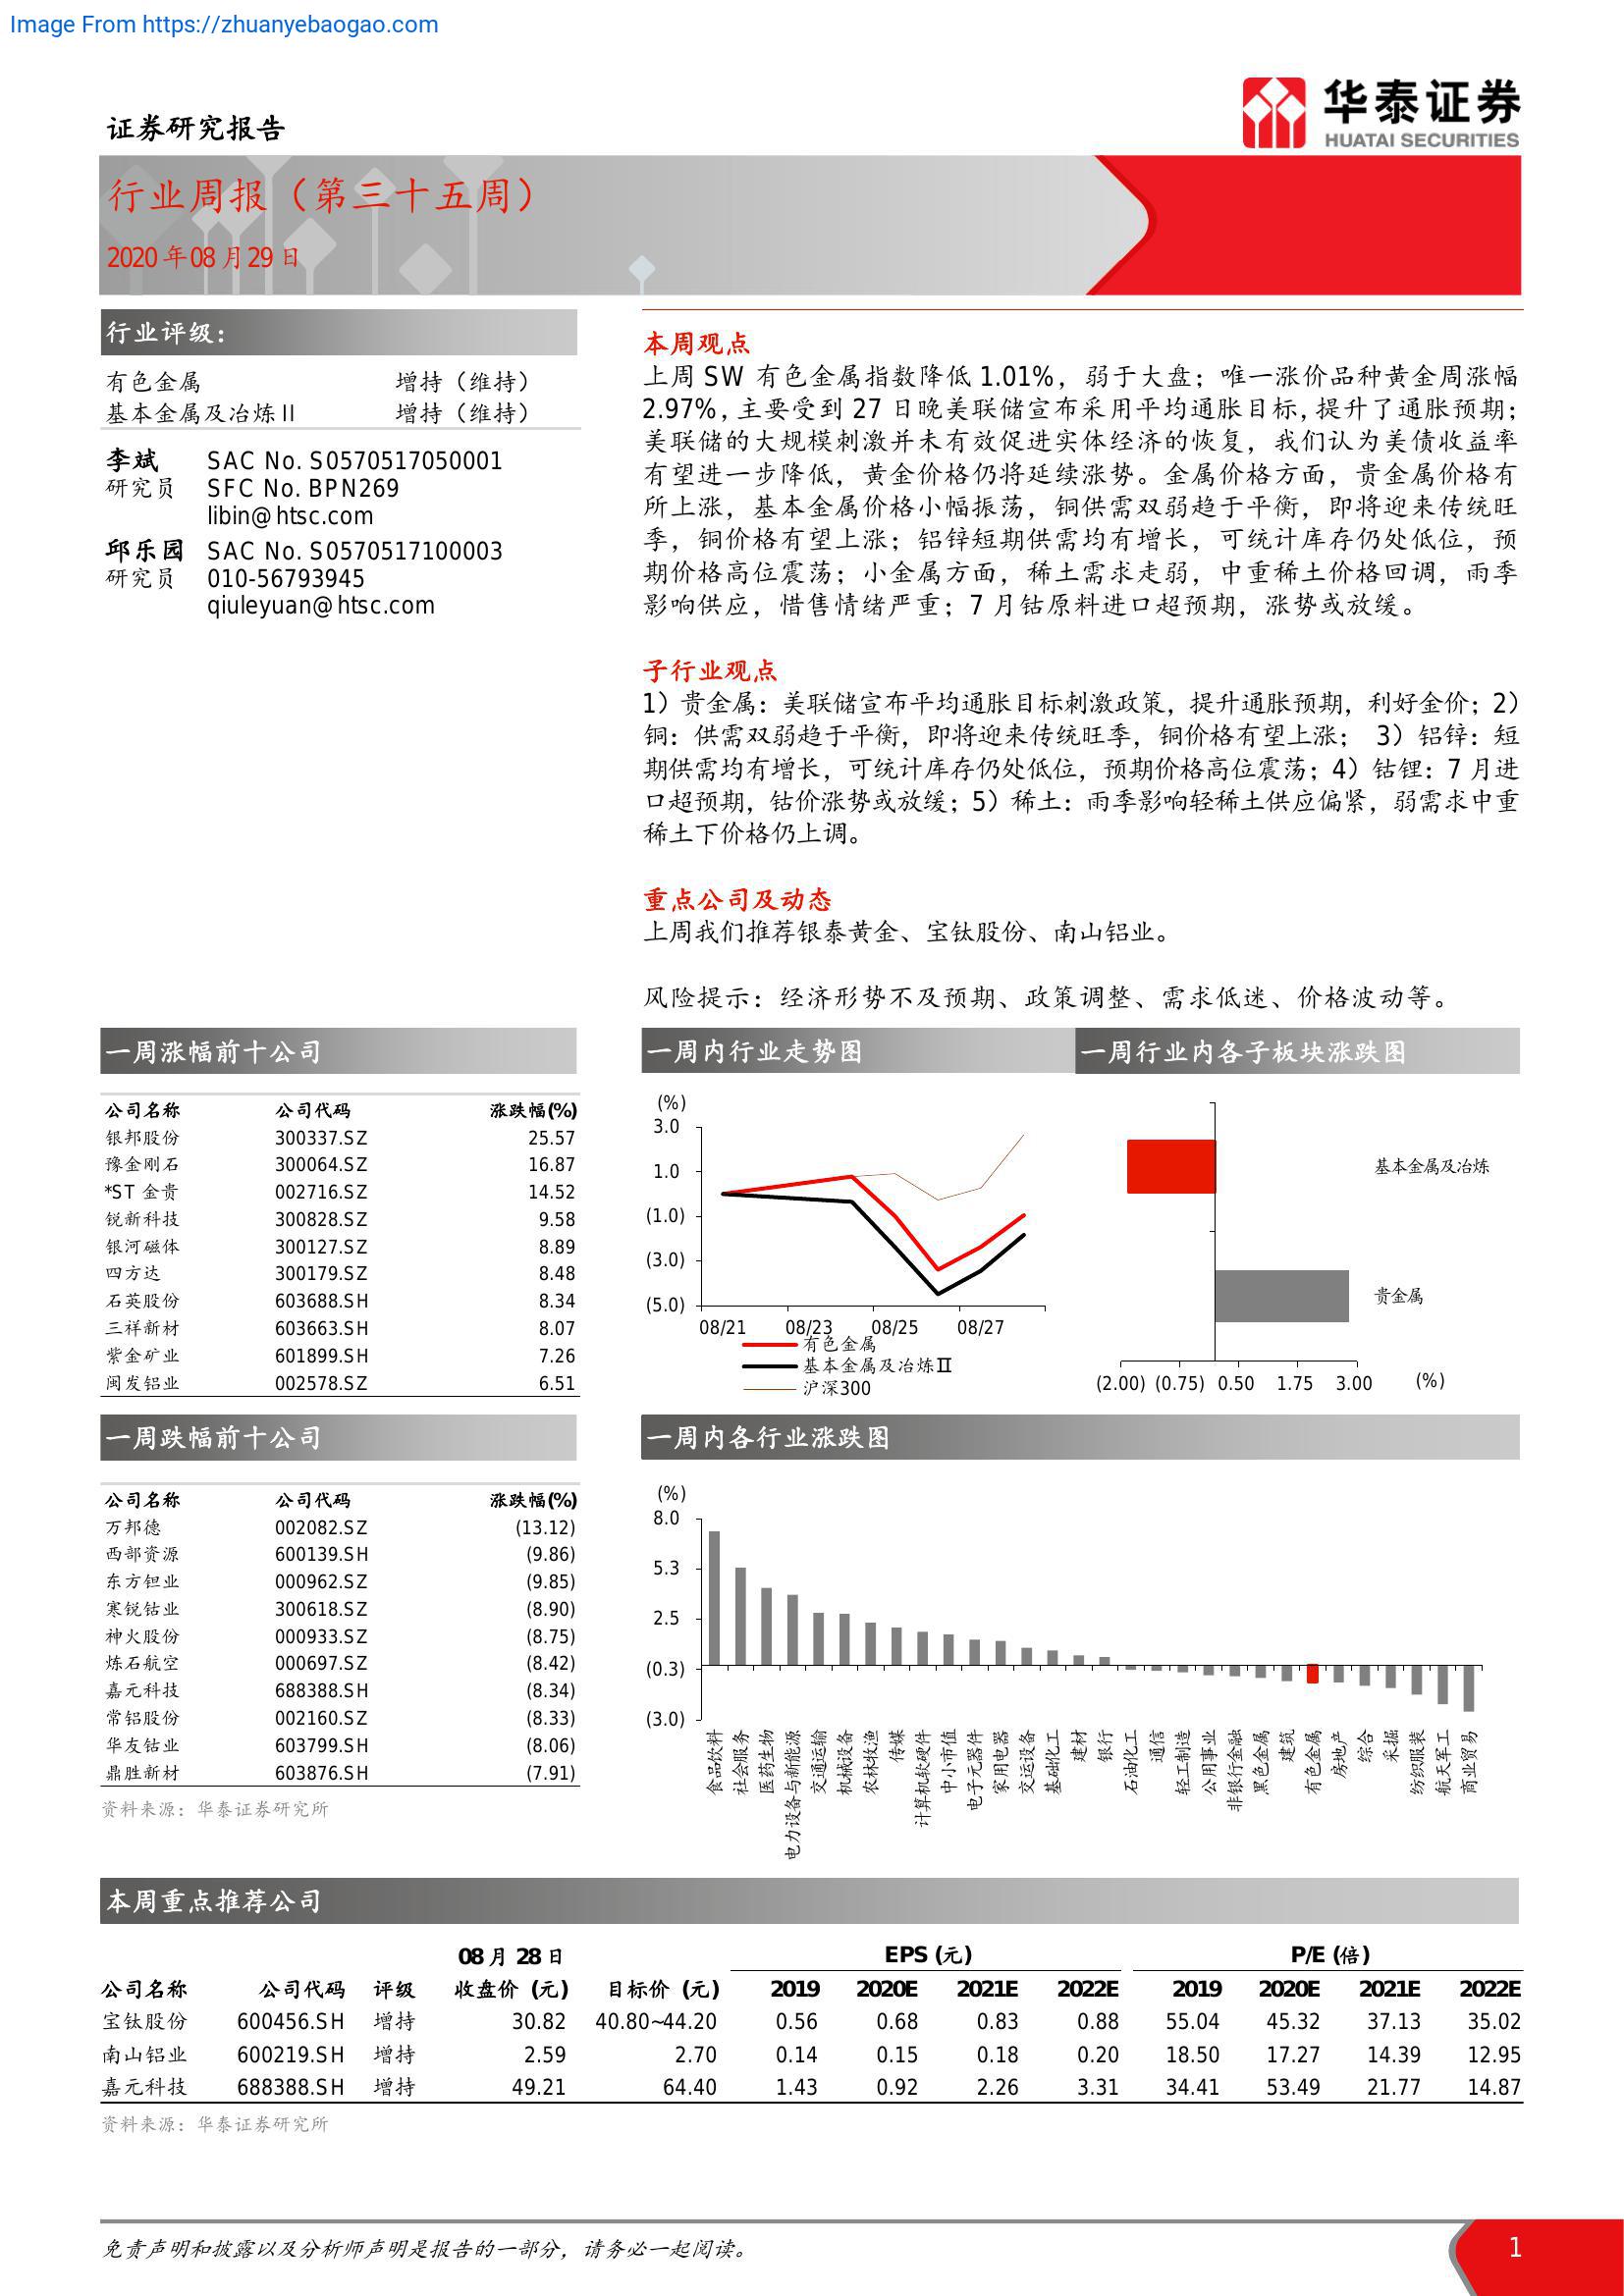 Image From https://zhuanyebaogao.com
华泰证券
HUATAI SECURITIES
证券研究报告
行业周报（第三十五周）
2020年08月29日
行业评级：
有色金属 增持（维持）
基本金属及冶炼II 增持（维持）
李斌 SAC No. S0570517050001
研究员 SFC No. BPN269
libin@htsc.com
邱乐园 SAC No. S0570517100003
研究员 010-56793945
qiuleyuan@htsc.com
本周观点
上周 SW 有色金属指数降低 1.01%，弱于大盘；唯一涨价品种黄金周涨幅
2.97%，主要受到 27 日晚美联储宣布采用平均通胀目标，提升了通胀预期；
美联储的大规模刺激并未有效促进实体经济的恢复，我们认为美债收益率
有望进一步降低，黄金价格仍将延续涨势。金属价格方面，贵金属价格有
所上涨，基本金属价格小幅振荡，铜供需双弱趋于平衡，即将迎来传统旺
季，铜价格有望上涨；铝锌短期供需均有增长，可统计库存仍处低位，预
期价格高位震荡；小金属方面，稀土需求走弱，中重稀土价格回调，雨季
影响供应，惜售情绪严重；7 月钴原料进口超预期，涨势或放缓。
子行业观点
1）贵金属：美联储宣布平均通胀目标刺激政策，提升通胀预期，利好金价；2）
铜：供需双弱趋于平衡，即将迎来传统旺季，铜价格有望上涨； 3）铝锌：短
期供需均有增长，可统计库存仍处低位，预期价格高位震荡；4）钴锂：7 月进
口超预期，钴价涨势或放缓；5）稀土：雨季影响轻稀土供应偏紧，弱需求中重
稀土下价格仍上调。
重点公司及动态
上周我们推荐银泰黄金、宝钛股份、南山铝业。
风险提示：经济形势不及预期、政策调整、需求低迷、价格波动等。
一周涨幅前十公司
公司名称 公司代码 涨跌幅(%)
银邦股份 300337.SZ 25.57
豫金刚石 300064.SZ 16.87
*ST 金贵 002716.SZ 14.52
锐新科技 300828.SZ 9.58
银河磁体 300127.SZ 8.89
四方达 300179.SZ 8.48
石英股份 603688.SH 8.34
三祥新材 603663.SH 8.07
紫金矿业 601899.SH 7.26
闽发铝业 002578.SZ 6.51
一周内行业走势图
(%)
3.0
1.0
(1.0)
(3.0)
(5.0)
08/21 08/23 08/25 08/27
有色金属
基本金属及冶炼Ⅱ
沪深300
一周行业内各子板块涨跌图
基本金属及冶炼
贵金属
(2.00) (0.75) 0.50 1.75 3.00 (%)
一周跌幅前十公司
公司名称 公司代码 涨跌幅(%)
万邦德 002082.SZ (13.12)
西部资源 600139.SH (9.86)
东方钽业 000962.SZ (9.85)
寒锐钴业 300618.SZ (8.90)
神火股份 000933.SZ (8.75)
炼石航空 000697.SZ (8.42)
嘉元科技 688388.SH (8.34)
常铝股份 002160.SZ (8.33)
华友钴业 603799.SH (8.06)
鼎胜新材 603876.SH (7.91)
资料来源：华泰证券研究所
一周内各行业涨跌图
(%)
8.0
5.3
2.5
(0.3)
(3.0)
食品饮料
社会服务
医药生物
电力设备与新能源
交通运输
机械设备
农林牧渔
传媒
计算机软硬件
中小市值
电子元器件
家用电器
交运设备
基础化工
建材
银行
石油化工
通信
轻工制造
公用事业
非银行金融
黑色金属
建筑
有色金属
房地产
综合
采掘
纺织服装
航天军工
商业贸易
本周重点推荐公司
08月 28日 EPS (元) P/E (倍)
公司名称 公司代码 评级 收盘价 (元) 目标价 (元) 2019 2020E 2021E 2022E 2019 2020E 2021E 2022E
宝钛股份 600456.SH 增持 30.82 40.80~44.20 0.56 0.68 0.83 0.88 55.04 45.32 37.13 35.02
南山铝业 600219.SH 增持 2.59 2.70 0.14 0.15 0.18 0.20 18.50 17.27 14.39 12.95
嘉元科技 688388.SH 增持 49.21 64.40 1.43 0.92 2.26 3.31 34.41 53.49 21.77 14.87
资料来源：华泰证券研究所
免责声明和披露以及分析师声明是报告的一部分，请务必一起阅读。
1